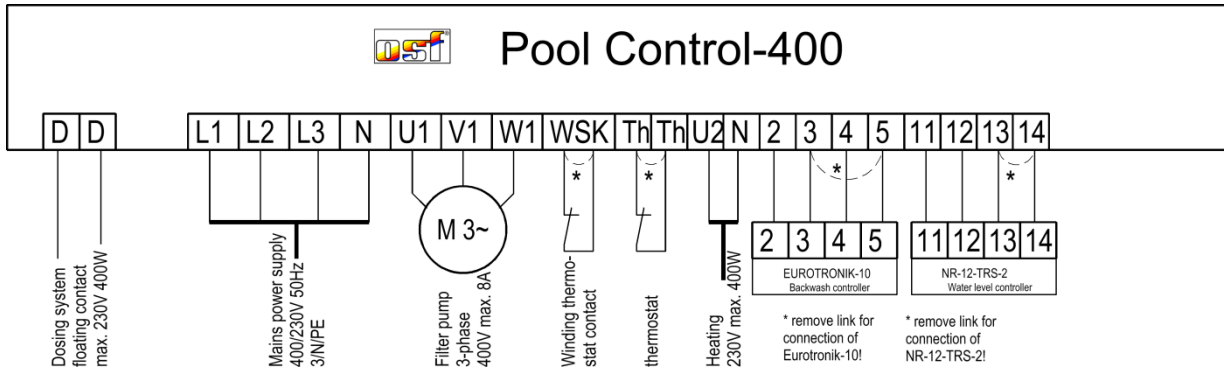 osf Pool Control-400
D D L1 L2 L3 N U1 V1 W1 WSK Th Th U2 N 2 3 4 5 11 12 13 14
* * * *
M 3~
2 3 4 5
11 12 13 14
EUROTRONIK-10
Backwash controller
NR-12-TRS-2
Water level controller
Dosing system
floating contact
max. 230V 400W
Mains power supply
400/230V 50Hz
3/N/PE
Filter pump
3-phase
400V max. 8A
Winding thermo-
stat contact
thermostat
Heating
230V max. 400W
* remove link for
connection of
Eurotronik-10!
* remove link for
connection of
NR-12-TRS-2!